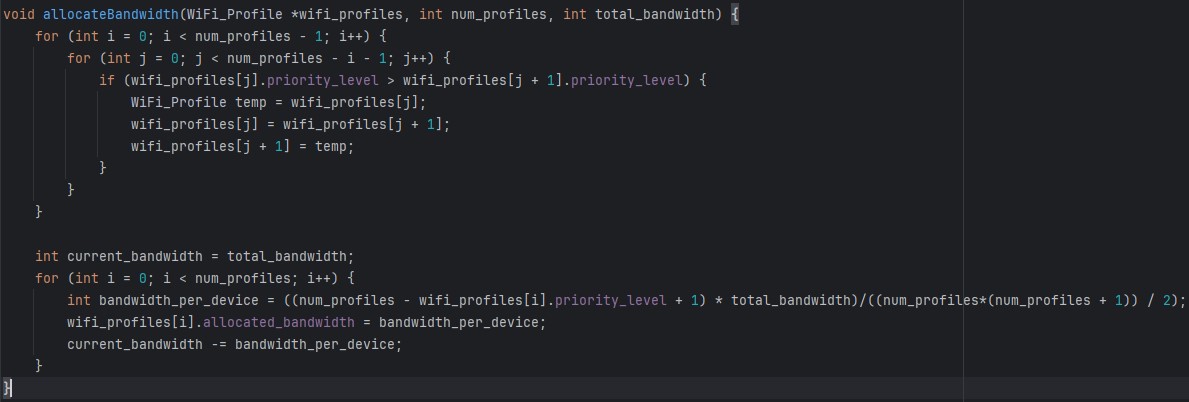 void allocateBandwidth(WiFi_Profile *wifi_profiles, int num_profiles, int total_bandwidth) {
    for (int i = 0; i < num_profiles - 1; i++) {
        for (int j = 0; j < num_profiles - i - 1; j++) {
            if (wifi_profiles[j].priority_level > wifi_profiles[j + 1].priority_level) {
                WiFi_Profile temp = wifi_profiles[j];
                wifi_profiles[j] = wifi_profiles[j + 1];
                wifi_profiles[j + 1] = temp;
            }
        }
    }

    int current_bandwidth = total_bandwidth;
    for (int i = 0; i < num_profiles; i++) {
        int bandwidth_per_device = ((num_profiles - wifi_profiles[i].priority_level + 1) * total_bandwidth)/((num_profiles*(num_profiles + 1)) / 2);
        wifi_profiles[i].allocated_bandwidth = bandwidth_per_device;
        current_bandwidth -= bandwidth_per_device;
    }
}